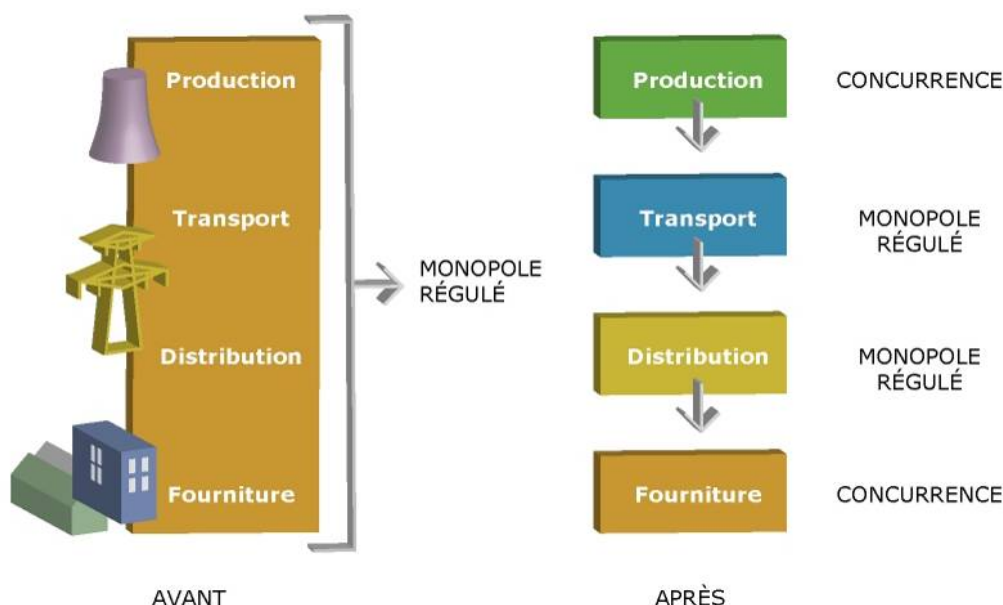 Production
Transport
Distribution
Fourniture
MONOPOLE
RÉGULÉ
AVANT
Production
CONCURRENCE
Transport
MONOPOLE
RÉGULÉ
Distribution
MONOPOLE
RÉGULÉ
Fourniture
CONCURRENCE
APRÈS